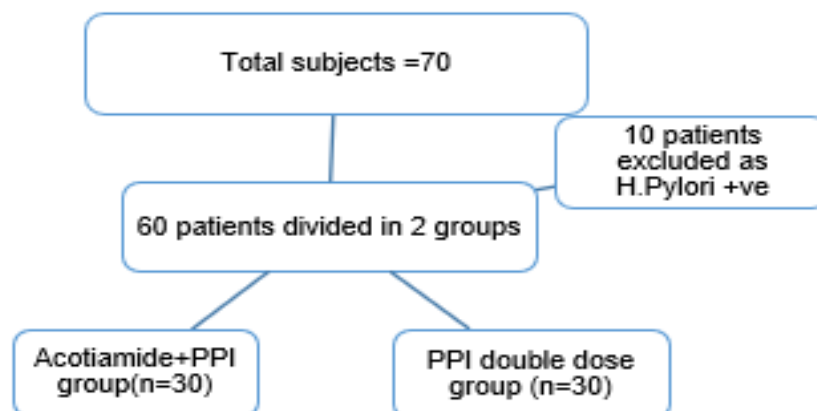 Total subjects =70
10 patients
excluded as
H.Pylori +ve
60 patients divided in 2 groups
Acotiamide+PPI
group(n=30)
PPI double dose
group (n=30)